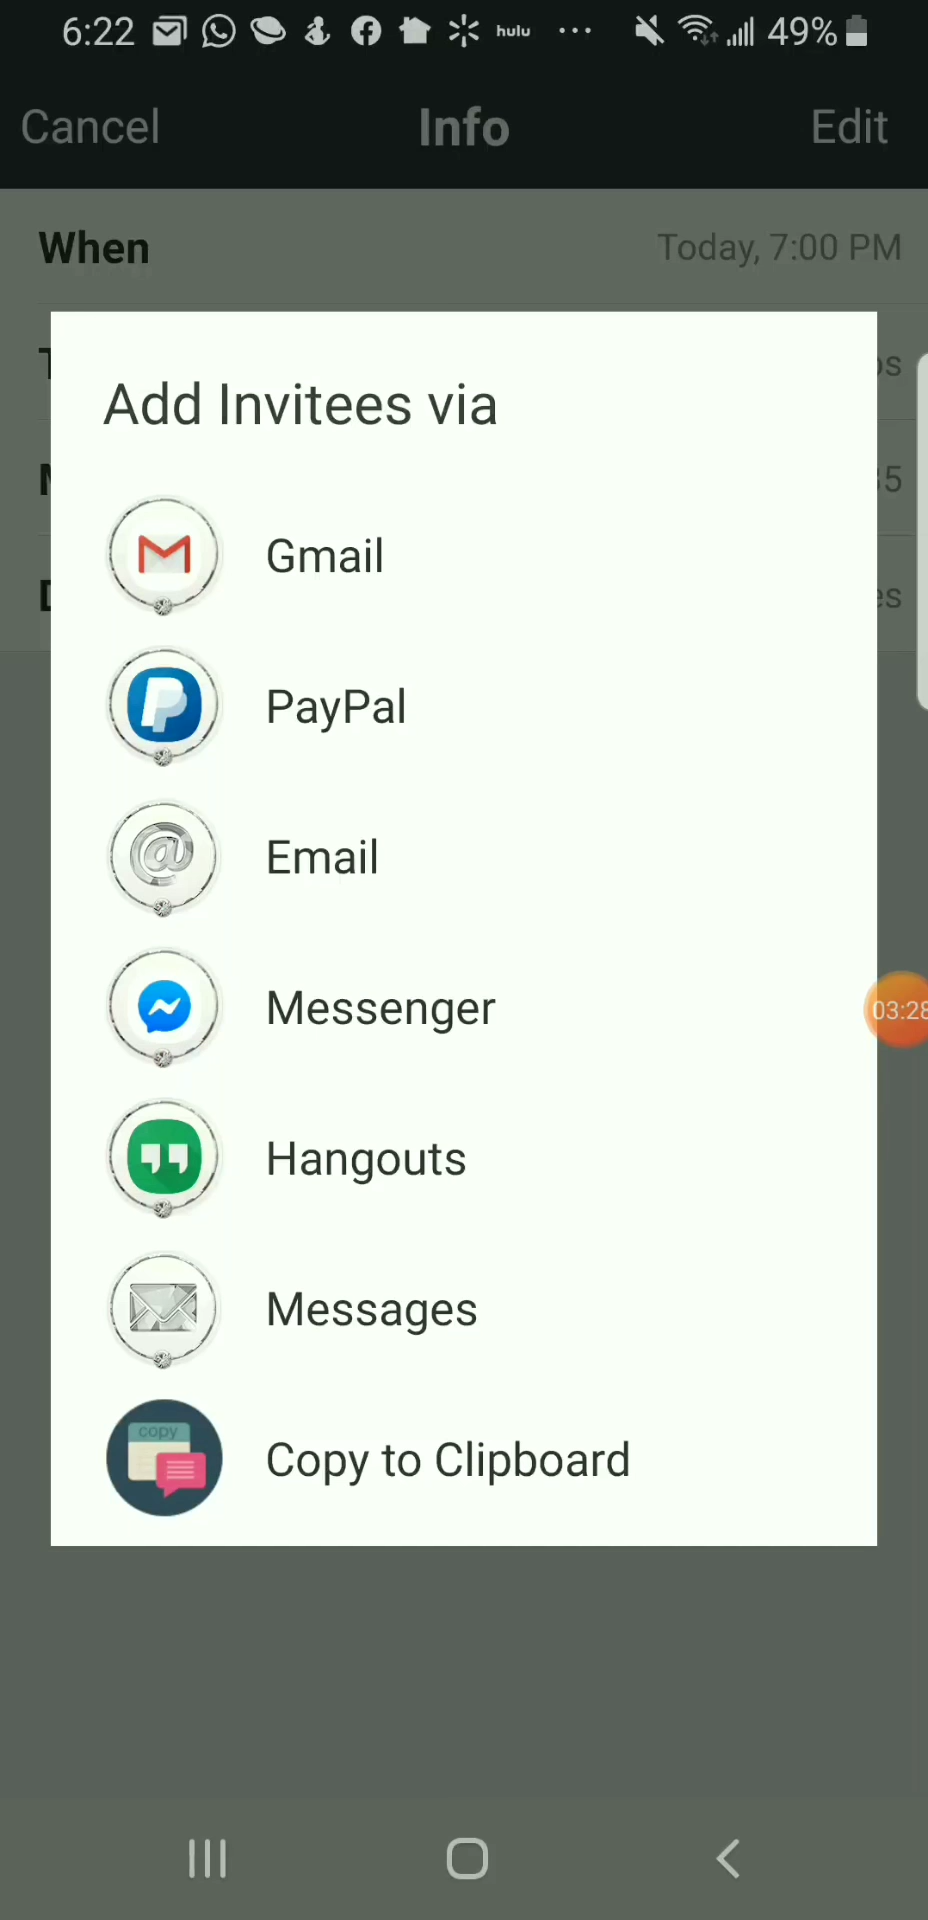 6:22 hulu ... 49%
Cancel Info Edit
When Today, 7:00 PM
Add Invitees via
Gmail
PayPal
Email
Messenger
03:28
Hangouts
Messages
copy
Copy to Clipboard